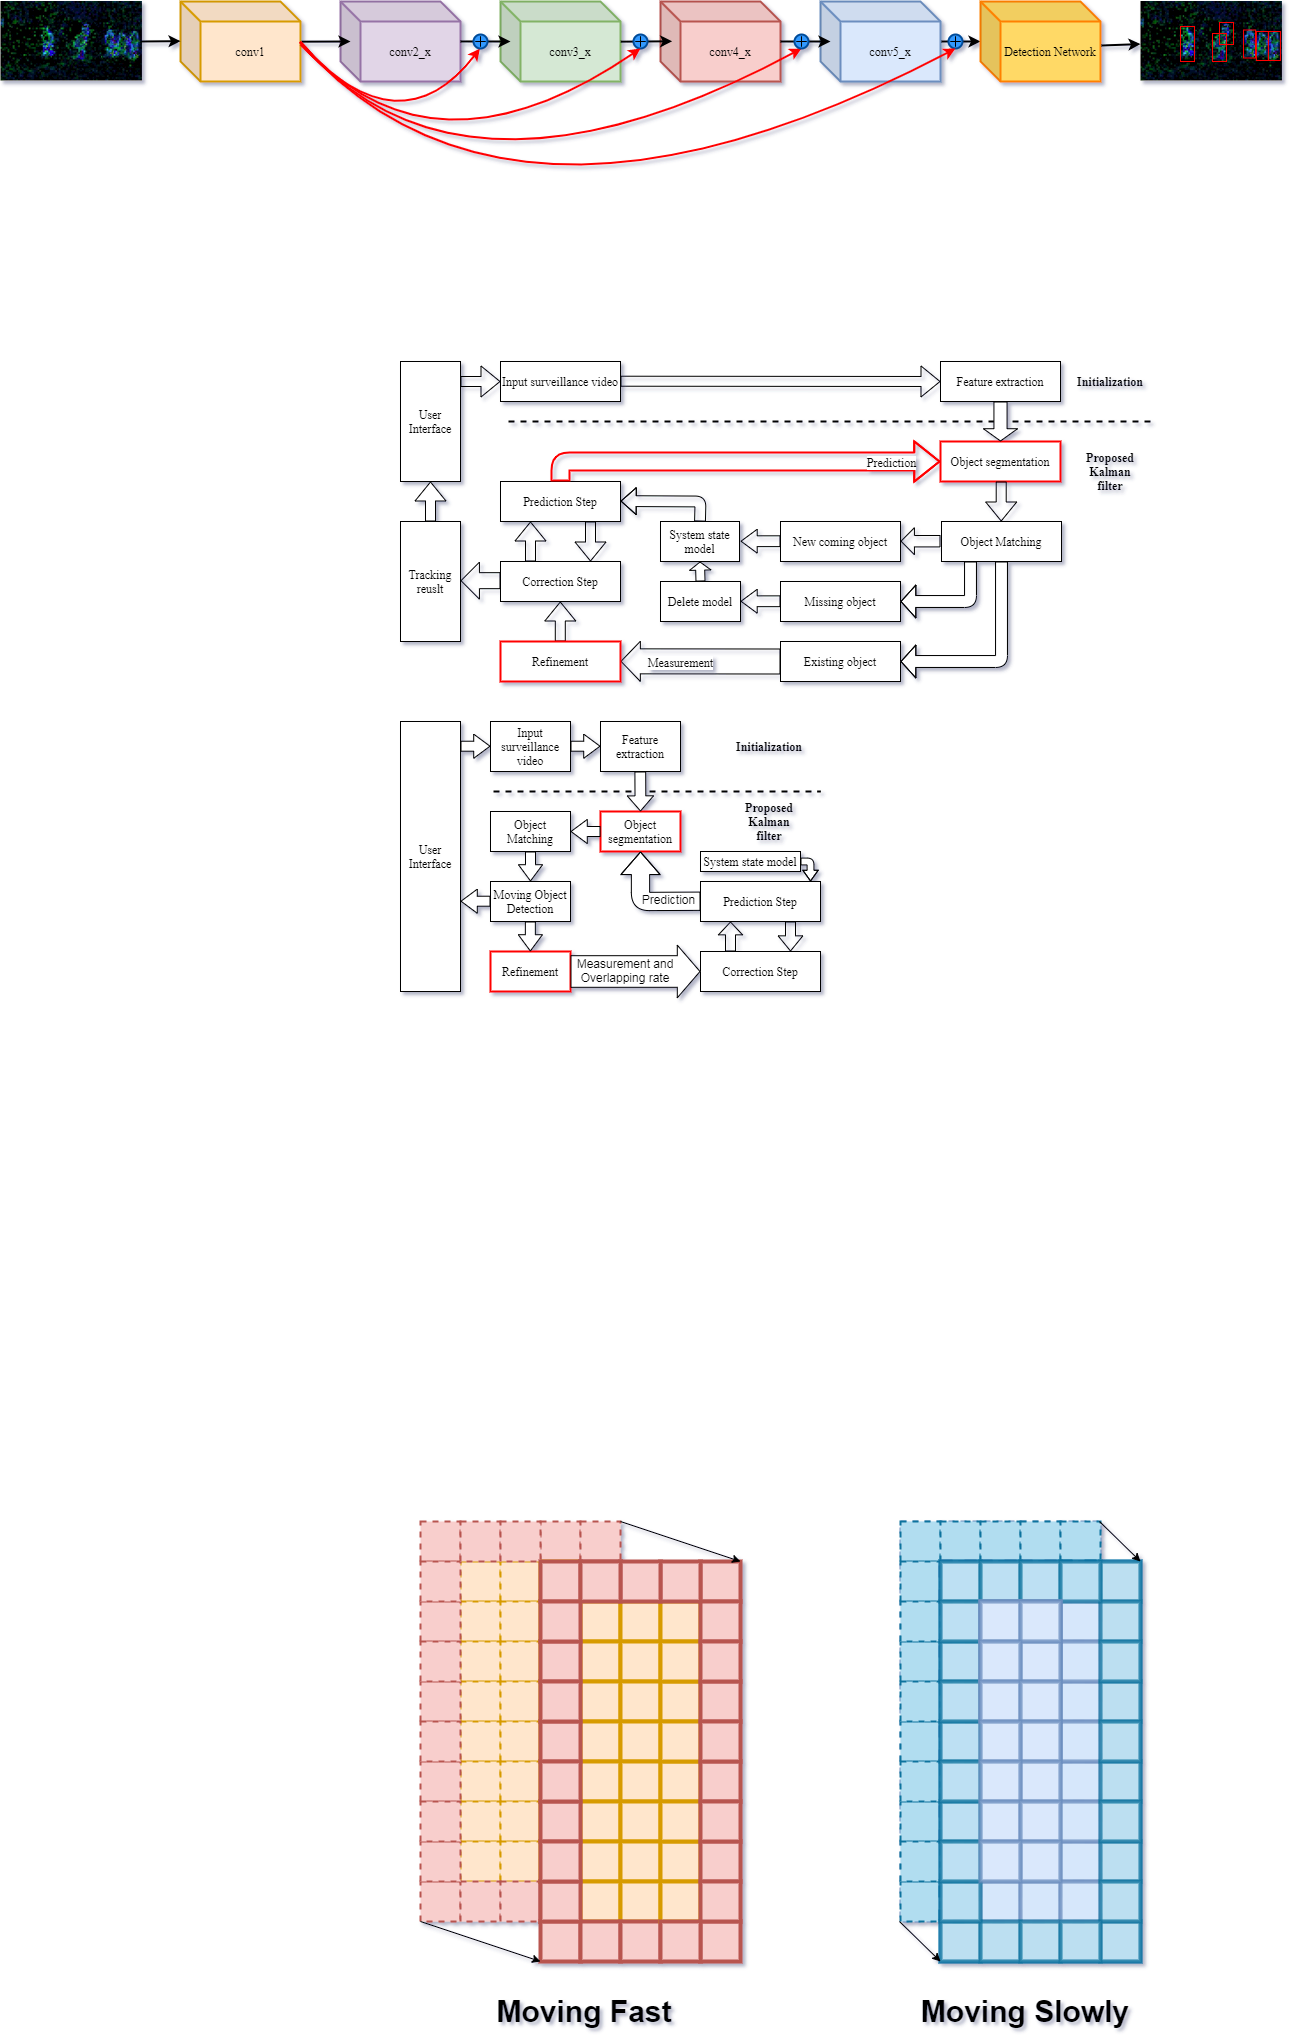 conv1
conv2_x
conv3_x
conv4_x
conv5_x
Detection Network
User
Interface
Input surveillance video
Feature extraction
Initialization
Prediction
Object segmentation
Proposed
Kalman
filter
Prediction Step
System state
model
New coming object
Object Matching
Tracking
reuslt
Correction Step
Delete model
Missing object
Refinement
Measurement
Existing object
User
Interface
Input
surveillance
video
Feature
extraction
Initialization
Object
Matching
Object
segmentation
Proposed
Kalman
filter
System state model
Moving Object
Detection
Prediction
Prediction Step
Refinement
Measurement and
Overlapping rate
Correction Step
Moving Fast
Moving Slowly